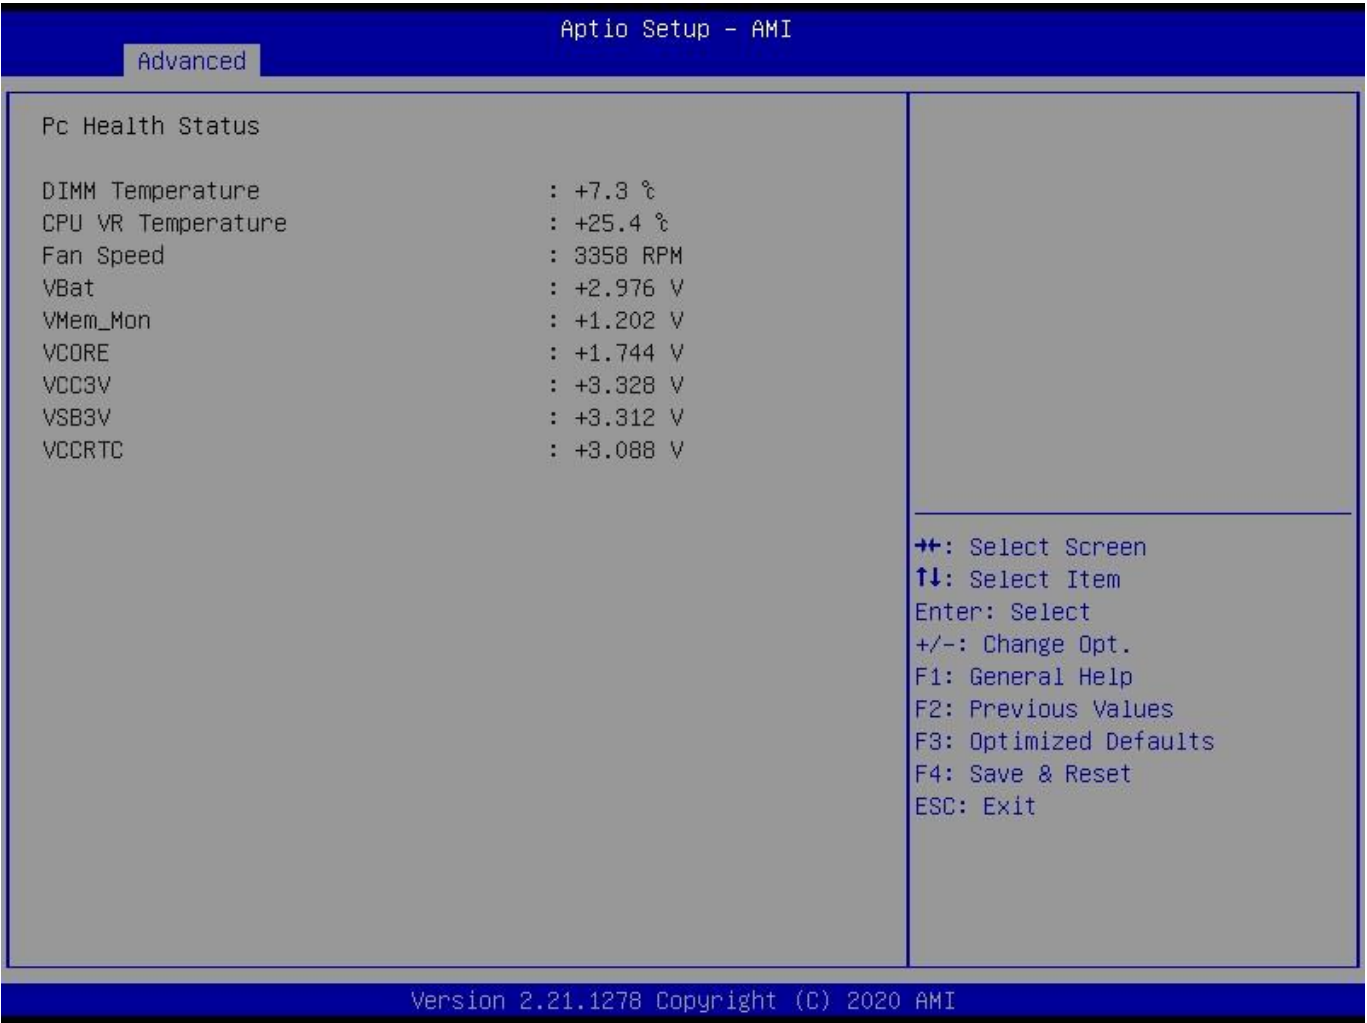 Aptio Setup – AMI
Advanced
Pc Health Status
DIMM Temperature : +7.3 ℃
CPU VR Temperature : +25.4 ℃
Fan Speed : 3358 RPM
VBat : +2.976 V
VMem_Mon : +1.202 V
VCORE : +1.744 V
VCC3V : +3.328 V
VSB3V : +3.312 V
VCCRTC : +3.088 V
→←: Select Screen
↑↓: Select Item
Enter: Select
+/-: Change Opt.
F1: General Help
F2: Previous Values
F3: Optimized Defaults
F4: Save & Reset
ESC: Exit
Version 2.21.1278 Copyright (C) 2020 AMI